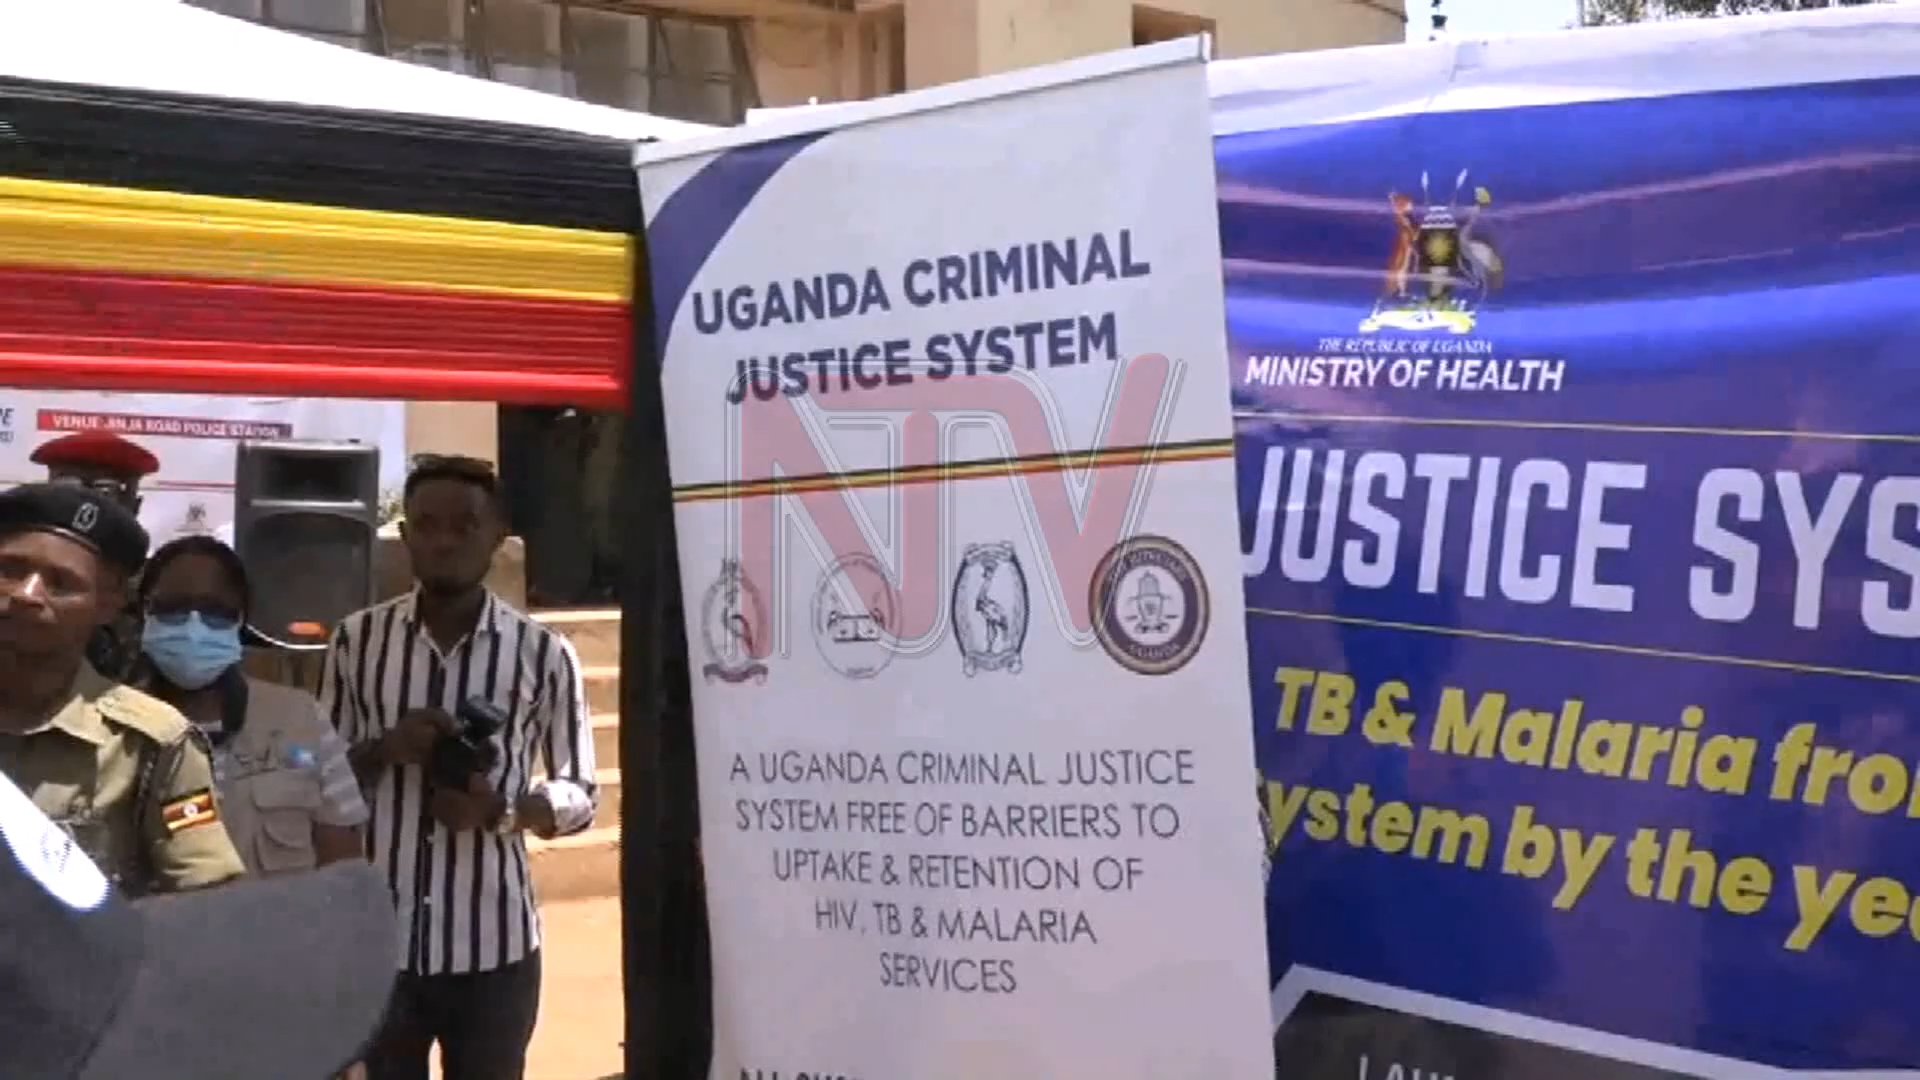 VENUE: JINJA ROAD POLICE STATION
UGANDA CRIMINAL
JUSTICE SYSTEM
NTV
A UGANDA CRIMINAL JUSTICE
SYSTEM FREE OF BARRIERS TO
UPTAKE & RETENTION OF
HIV, TB & MALARIA
SERVICES
THE REPUBLIC OF UGANDA
MINISTRY OF HEALTH
JUSTICE SYS
TB & Malaria fro
ystem by the ye